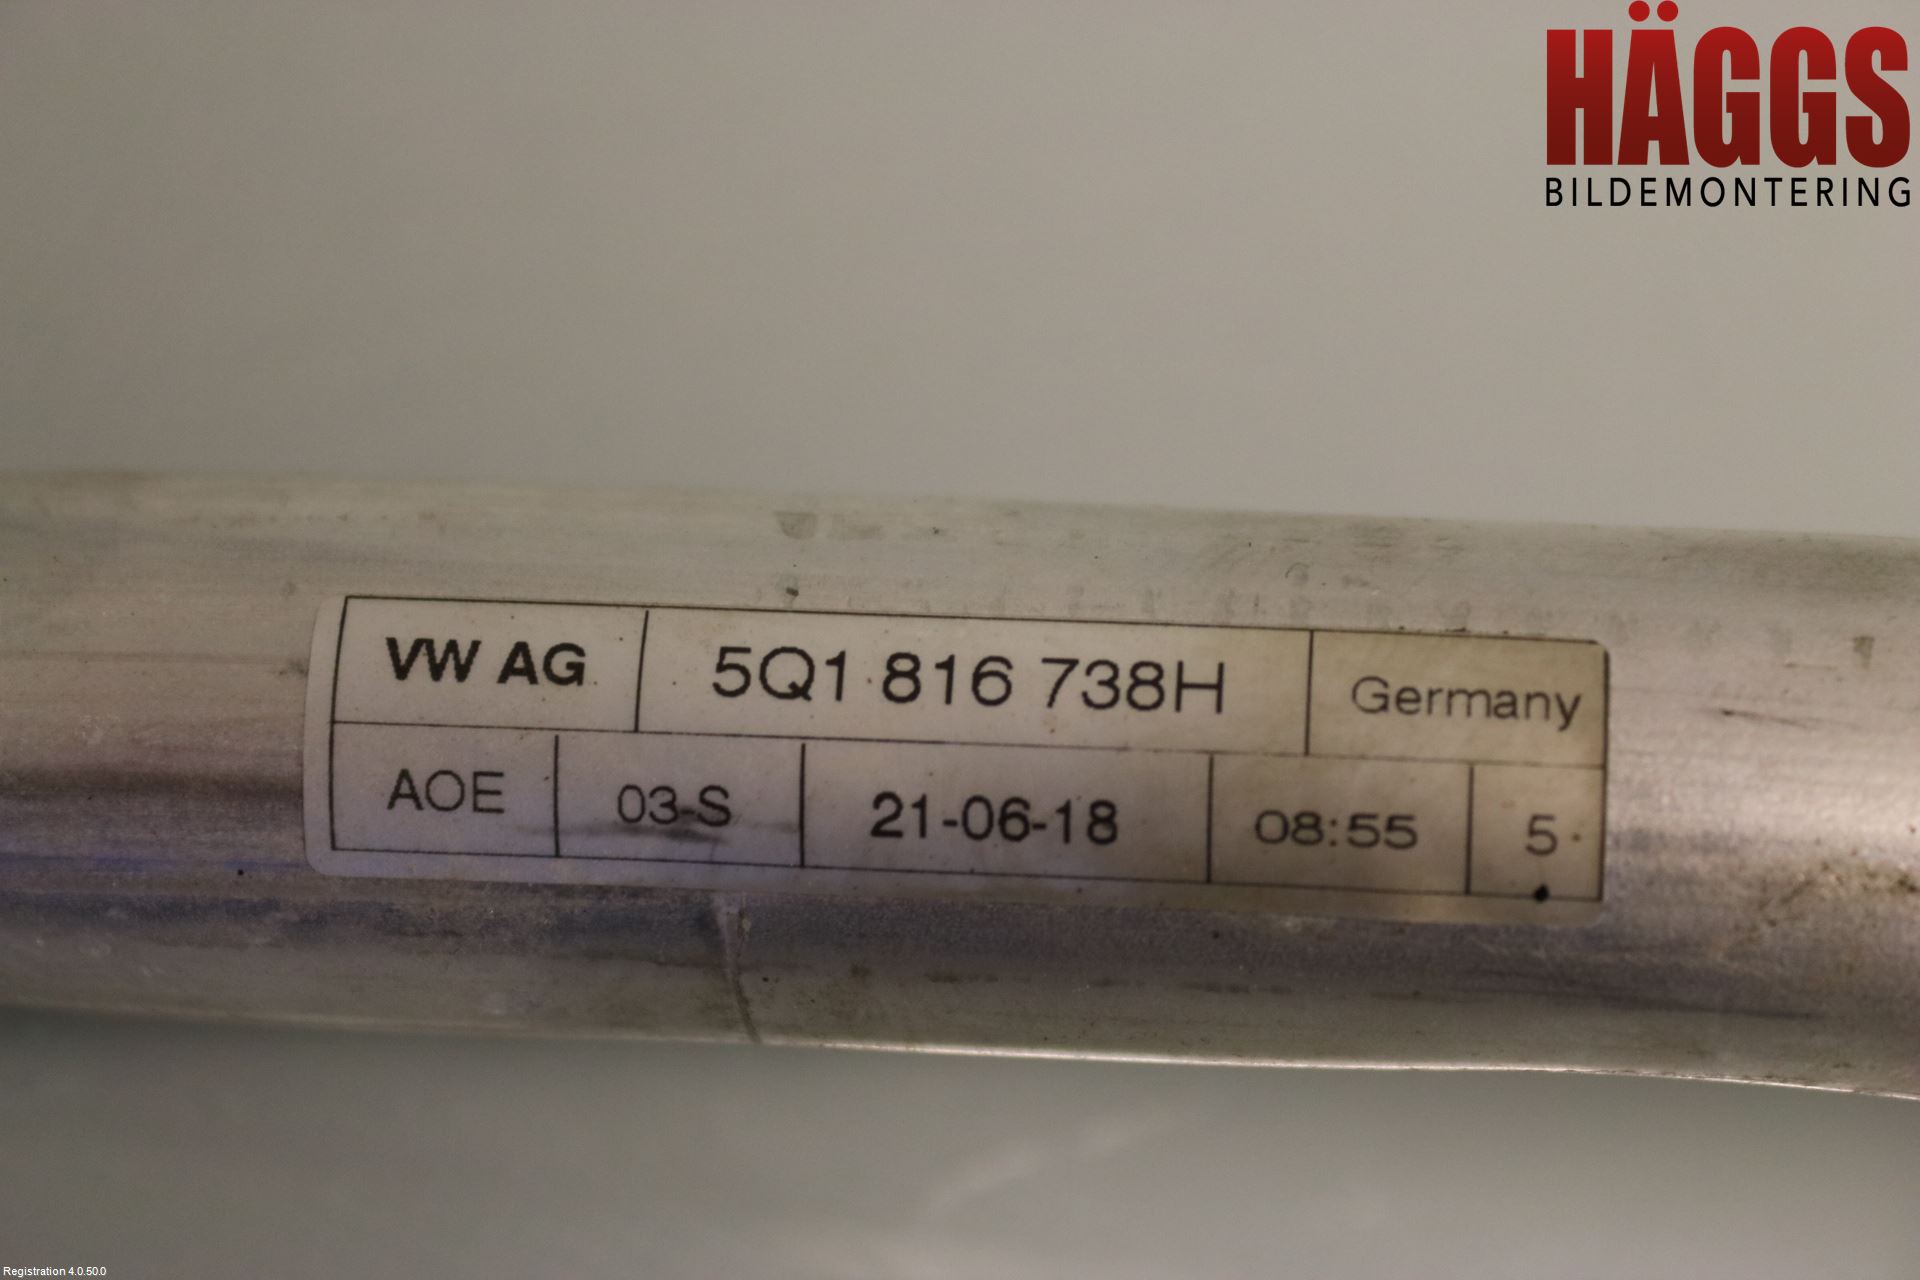 HÄGGS
BILDEMONTERING
VW AG 5Q1 816 738H Germany
AOE 03-S 21-06-18 08:55 5
Registration 4.0.50.0